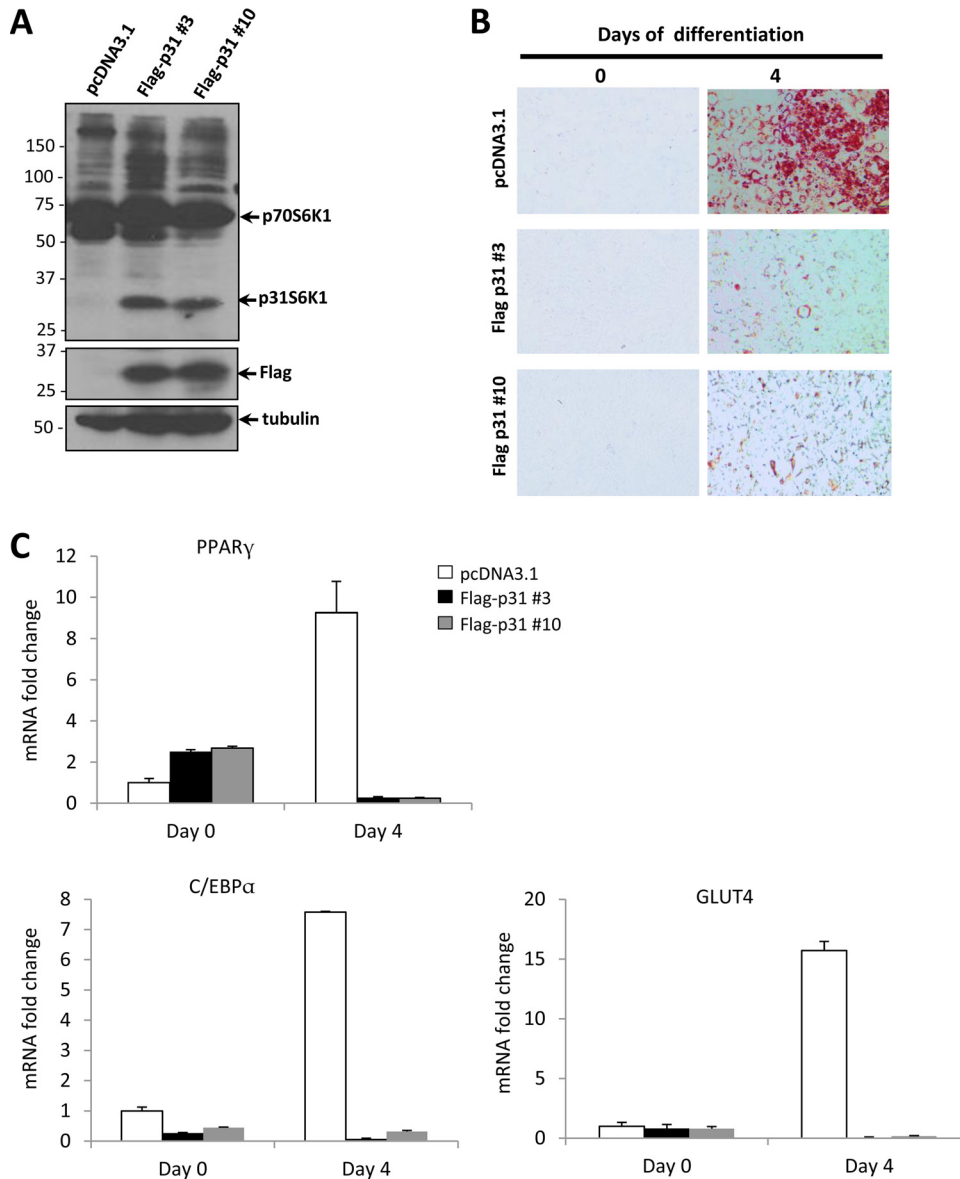 A
pcDNA3.1
Flag-p31 #3
Flag-p31 #10
150 -
100 -
75 -
50 -
37 -
25 -
p70S6K1
p31S6K1
37 -
25 -
Flag
50 -
tubulin
B
Days of differentiation
0
4
pcDNA3.1
Flag p31 #3
Flag p31 #10
C
PPARγ
mRNA fold change
12
10
8
6
4
2
0
Day 0
Day 4
pcDNA3.1
Flag-p31 #3
Flag-p31 #10
C/EBPα
mRNA fold change
8
7
6
5
4
3
2
1
0
Day 0
Day 4
GLUT4
mRNA fold change
20
15
10
5
0
Day 0
Day 4